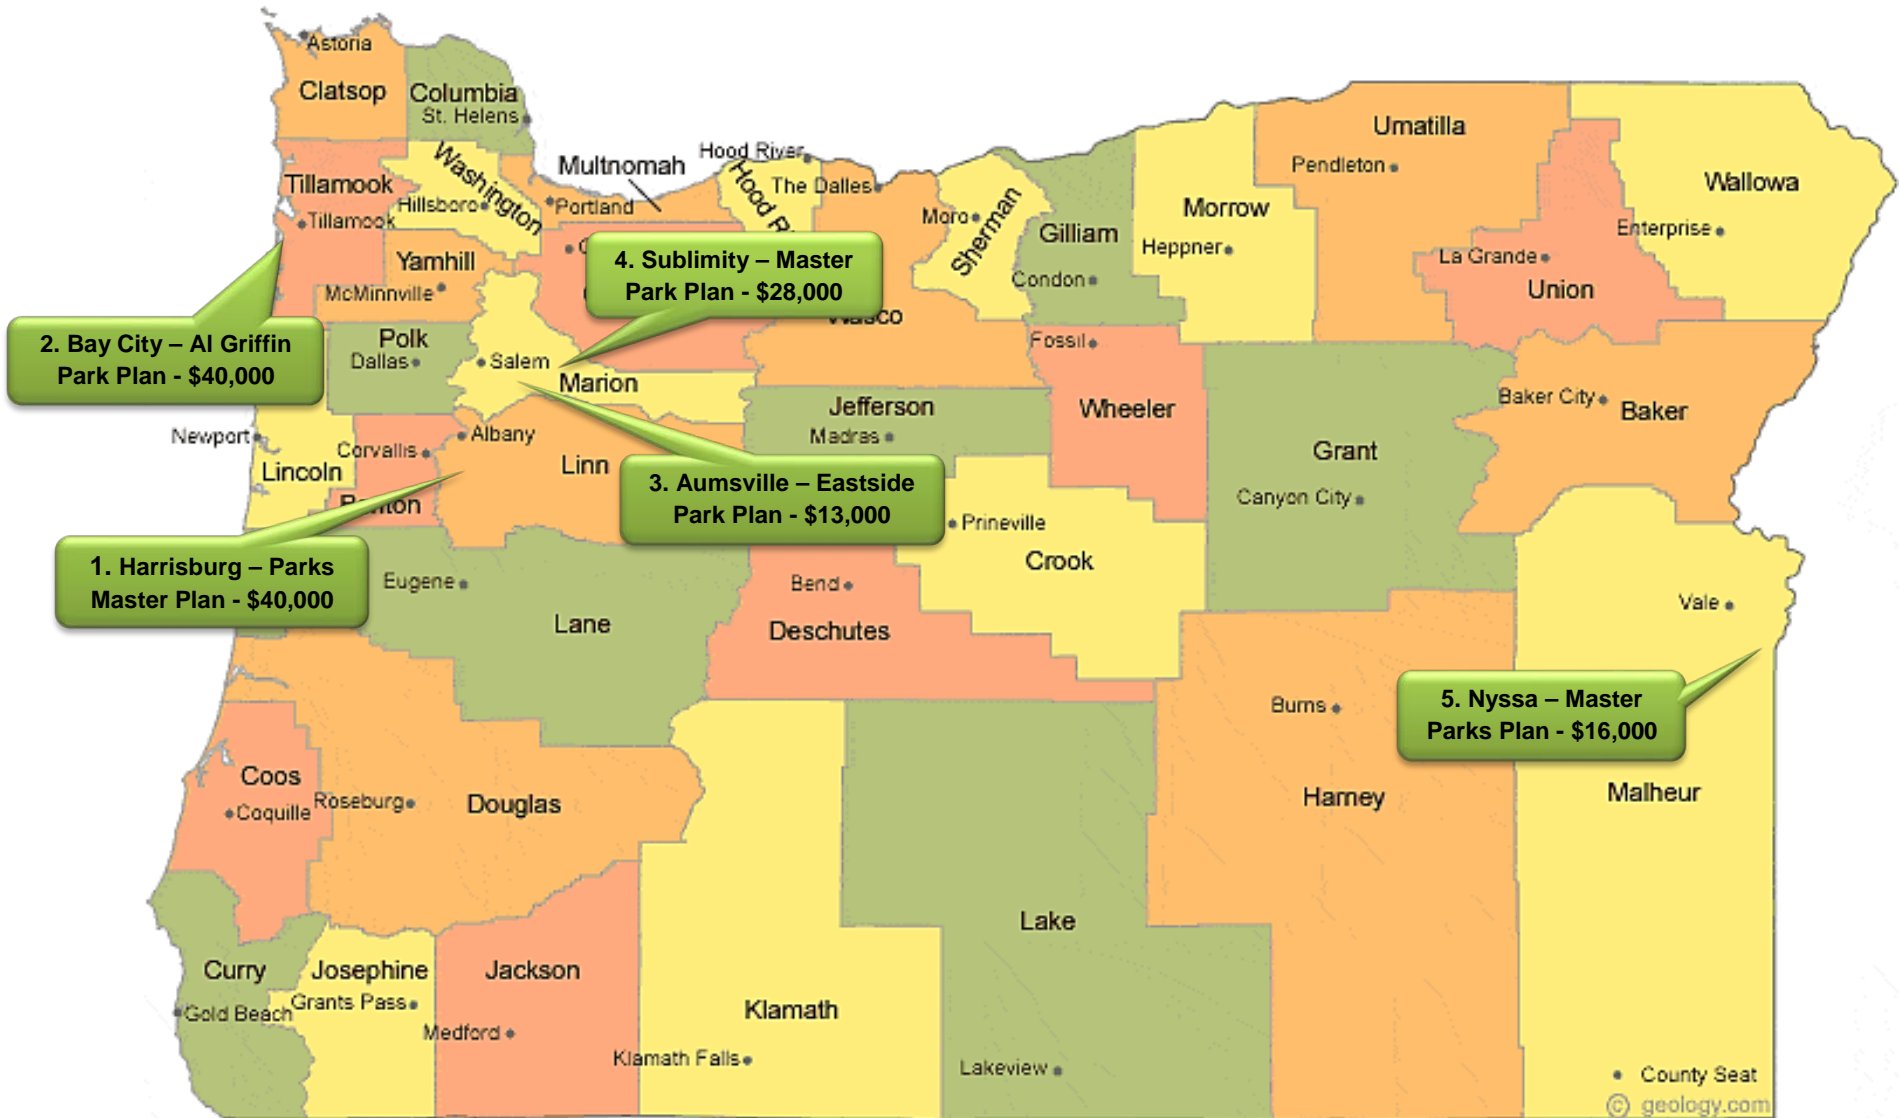 Astoria
Clatsop
Columbia
St. Helens
Tillamook
Tillamook
Washington
Hillsboro
Multnomah
Portland
Hood River
The Dalles
Yamhill
McMinnville
Moro
Sherman
Gilliam
Condon
Morrow
Heppner
Umatilla
Pendleton
La Grande
Union
Wallowa
Enterprise
4. Sublimity – Master
Park Plan - $28,000
Wasco
2. Bay City – Al Griffin
Park Plan - $40,000
Polk
Dallas
Salem
Marion
Fossil
Wheeler
Jefferson
Madras
Grant
Canyon City
Baker City
Baker
Newport
Lincoln
Corvallis
Benton
Albany
Linn
3. Aumsville – Eastside
Park Plan - $13,000
Prineville
Crook
1. Harrisburg – Parks
Master Plan - $40,000
Eugene
Lane
Bend
Deschutes
Vale
5. Nyssa – Master
Parks Plan - $16,000
Burns
Harney
Malheur
Coos
Coquille
Roseburg
Douglas
Lake
Lakeview
Curry
Gold Beach
Josephine
Grants Pass
Jackson
Medford
Klamath
Klamath Falls
County Seat
© geology.com